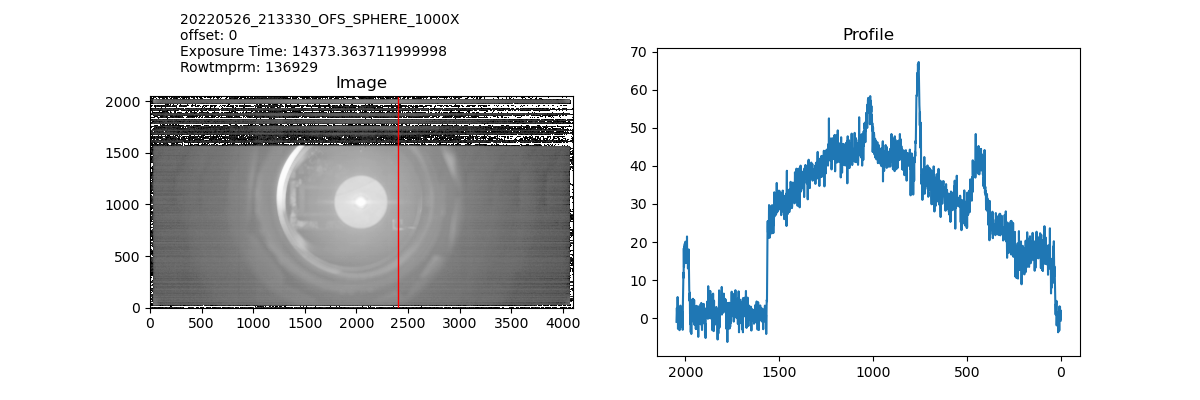 20220526_213330_OFS_SPHERE_1000X
offset: 0
Exposure Time: 14373.363711999998
Rowtmprm: 136929
Image
2000
1500
1000
500
0
0 500 1000 1500 2000 2500 3000 3500 4000
Profile
70
60
50
40
30
20
10
0
2000 1500 1000 500 0